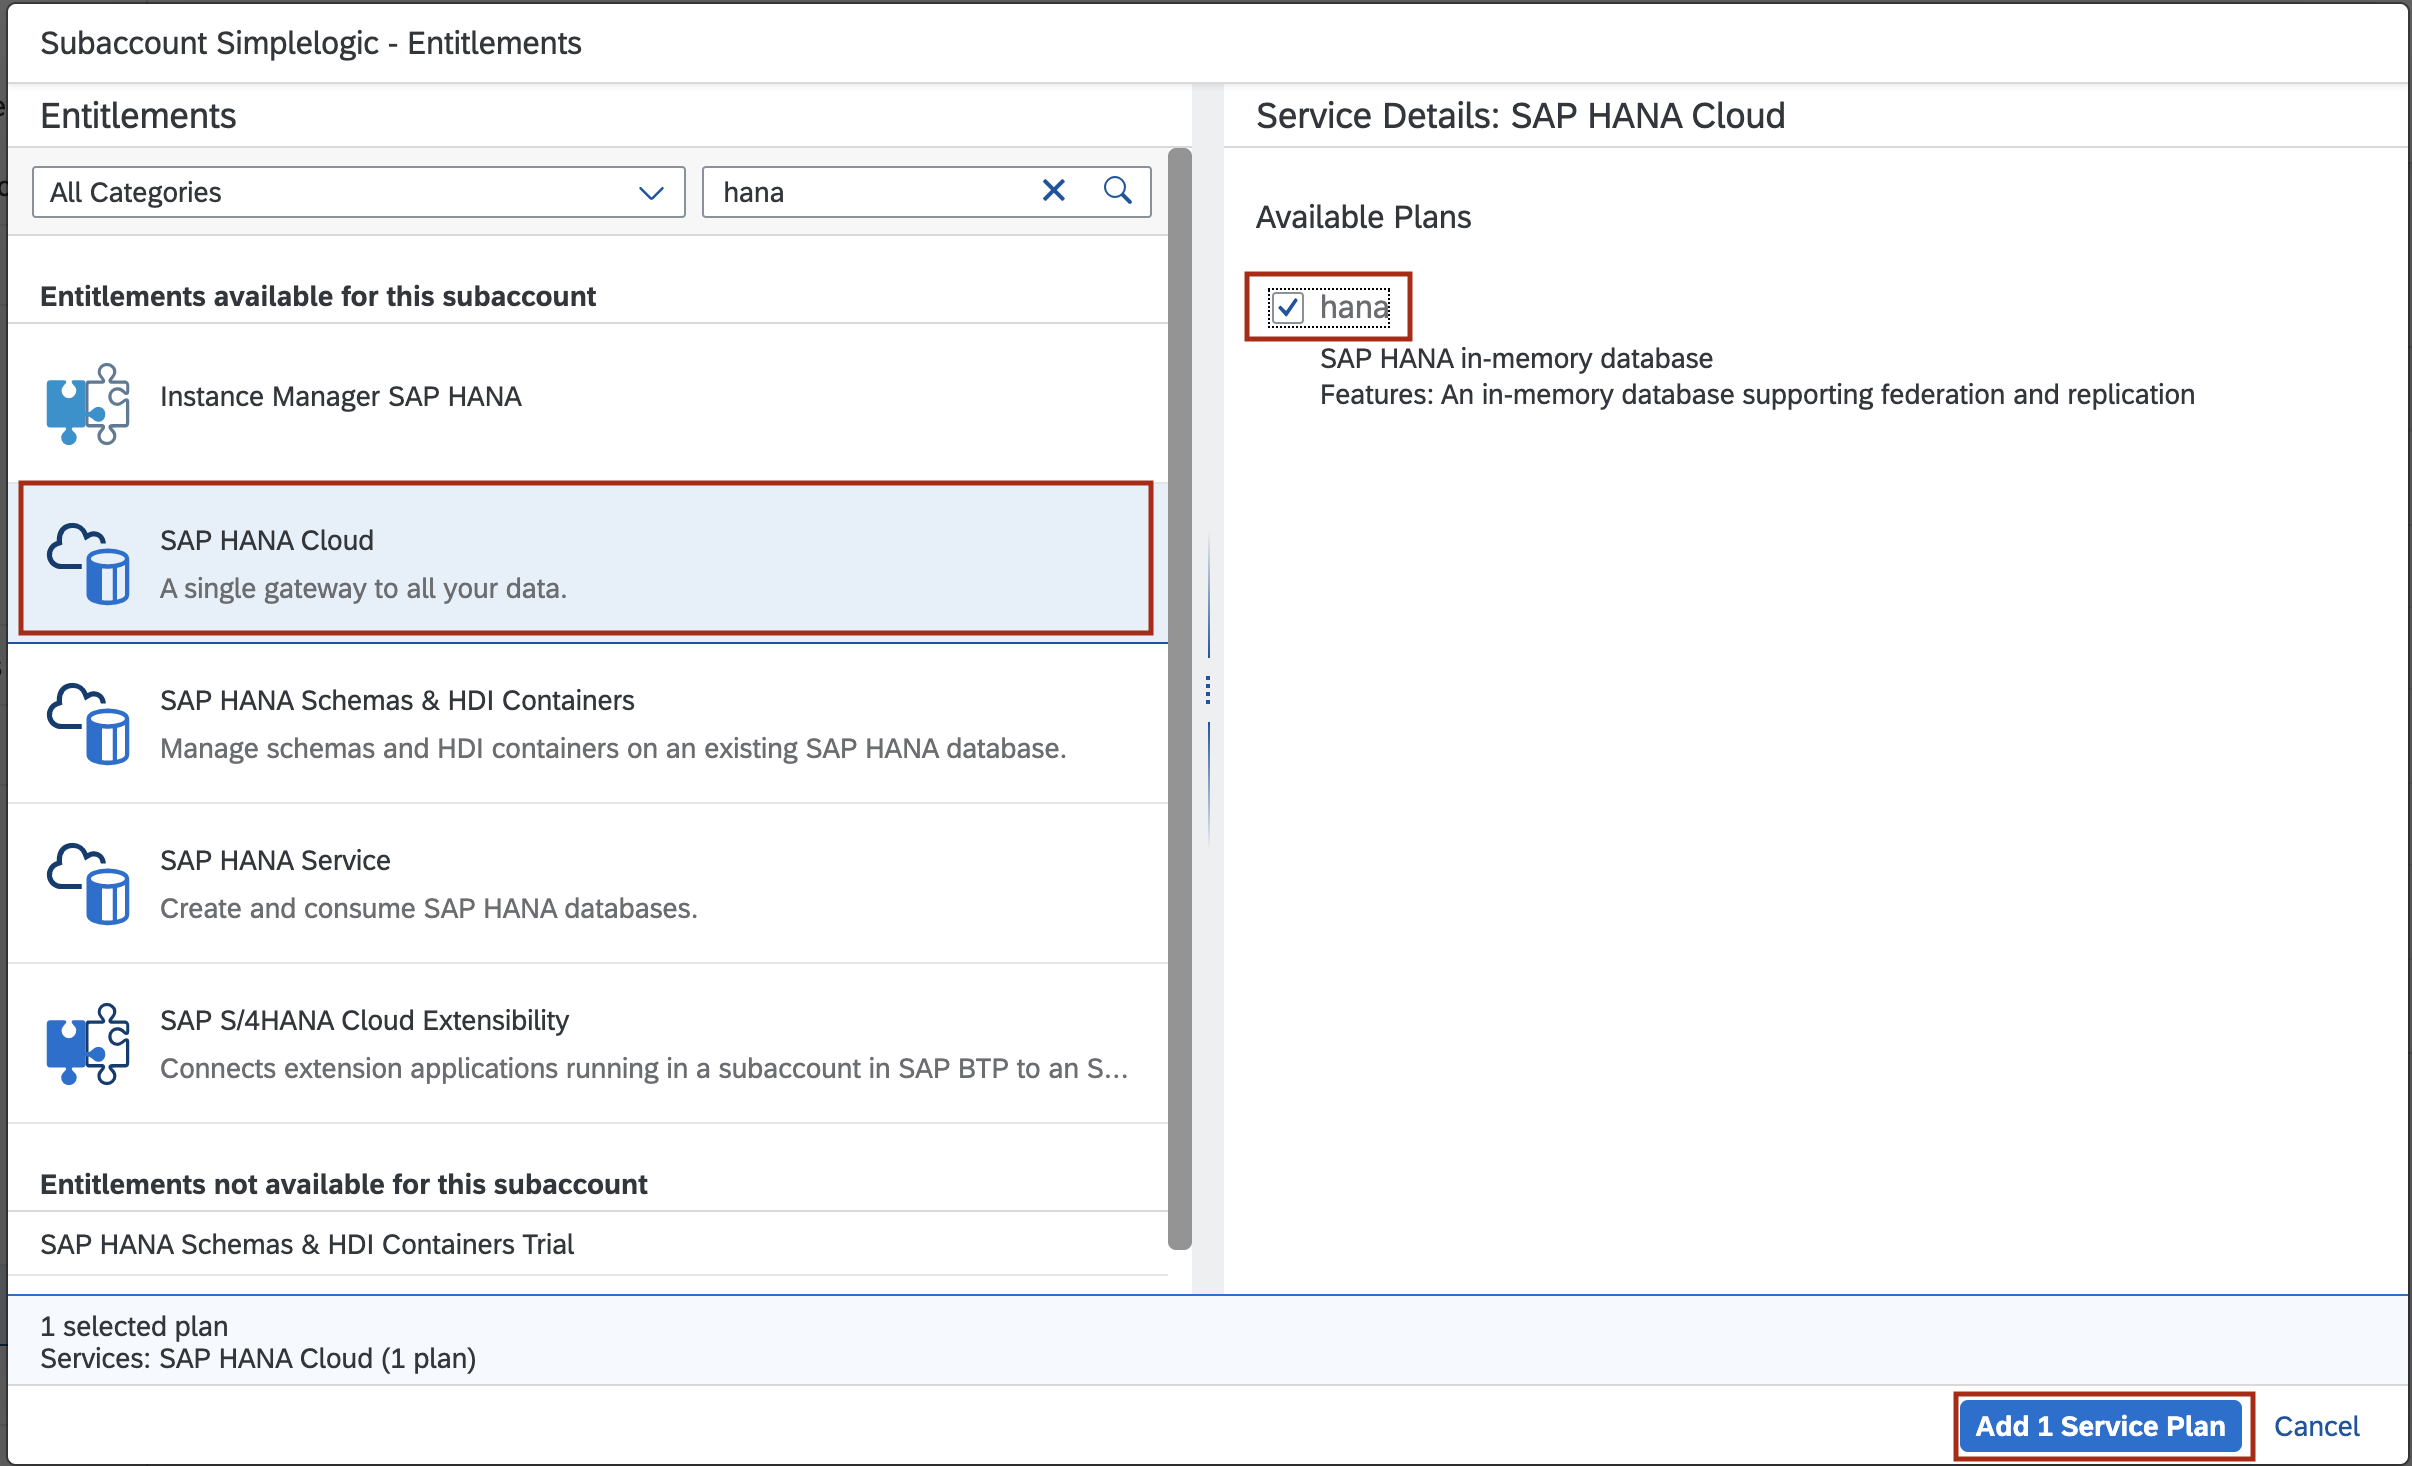 Subaccount Simplelogic - Entitlements
Entitlements
All Categories
hana
Entitlements available for this subaccount
Instance Manager SAP HANA
SAP HANA Cloud
A single gateway to all your data.
SAP HANA Schemas & HDI Containers
Manage schemas and HDI containers on an existing SAP HANA database.
SAP HANA Service
Create and consume SAP HANA databases.
SAP S/4HANA Cloud Extensibility
Connects extension applications running in a subaccount in SAP BTP to an S...
Entitlements not available for this subaccount
SAP HANA Schemas & HDI Containers Trial
Service Details: SAP HANA Cloud
Available Plans
hana
SAP HANA in-memory database
Features: An in-memory database supporting federation and replication
1 selected plan
Services: SAP HANA Cloud (1 plan)
Add 1 Service Plan
Cancel